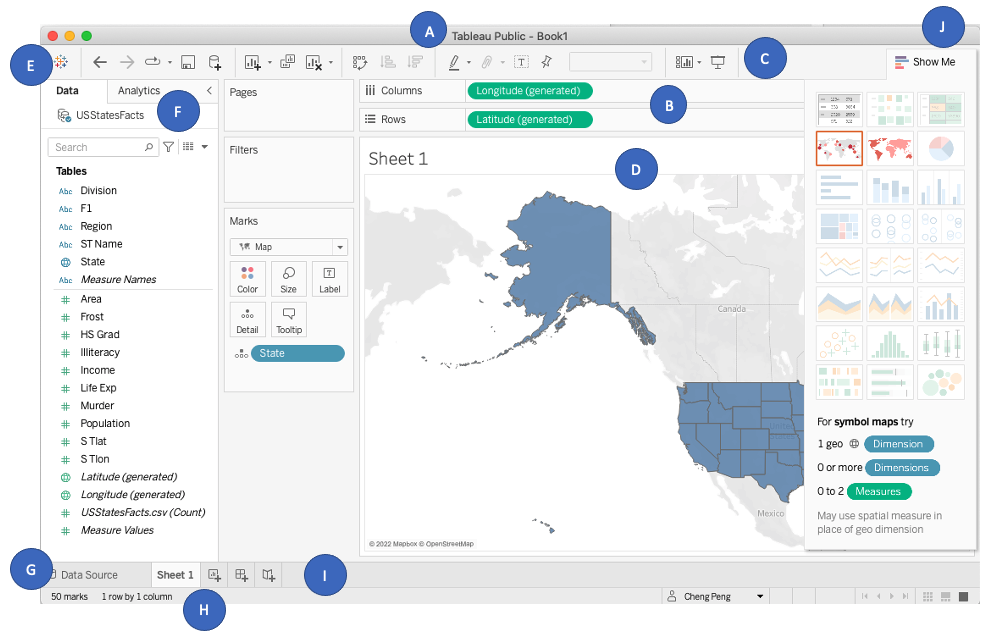 A
J
Tableau Public - Book1
E
C
Show Me
Data
Analytics
Pages
Columns
Longitude (generated)
B
F
USStatesFacts
Rows
Latitude (generated)
Search
Filters
Sheet 1
D
Tables
Abc Division
Abc F1
Abc Region
Abc ST Name
State
Abc Measure Names
Area
Frost
HS Grad
Illiteracy
Income
Life Exp
Murder
Population
S Tlat
S Tlon
Latitude (generated)
Longitude (generated)
USStatesFacts.csv (Count)
Measure Values
Marks
Map
Color
Size
Label
Detail
Tooltip
State
Canada
United
Mexico
© 2022 Mapbox © OpenStreetMap
For symbol maps try
1 geo Dimension
0 or more Dimensions
0 to 2 Measures
May use spatial measure in
place of geo dimension
G
Data Source
Sheet 1
I
50 marks
1 row by 1 column
H
Cheng Peng